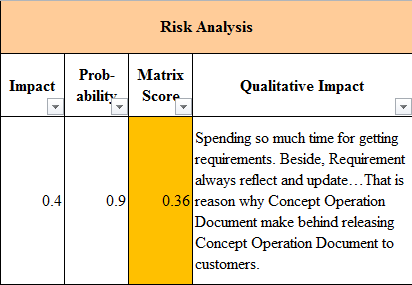 Risk Analysis
Impact
Prob-
ability
Matrix
Score
Qualitative Impact
0.4
0.9
0.36
Spending so much time for getting
requirements. Beside, Requirement
always reflect and update…That is
reason why Concept Operation
Document make behind releasing
Concept Operation Document to
customers.